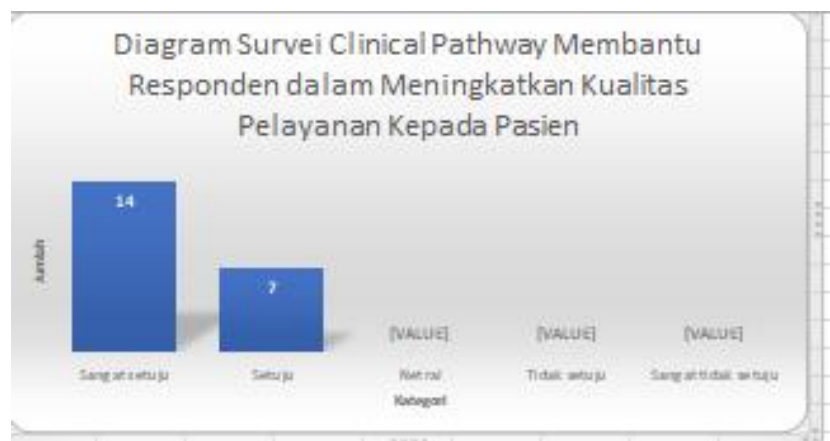 Diagram Survei Clinical Pathway Membantu
Responden dalam Meningkatkan Kualitas
Pelayanan Kepada Pasien
14
Jumlah
7
[VALUE] [VALUE] [VALUE]
Sangat setuju Setuju Netral Tidak setuju Sangat tidak setuju
Kategori